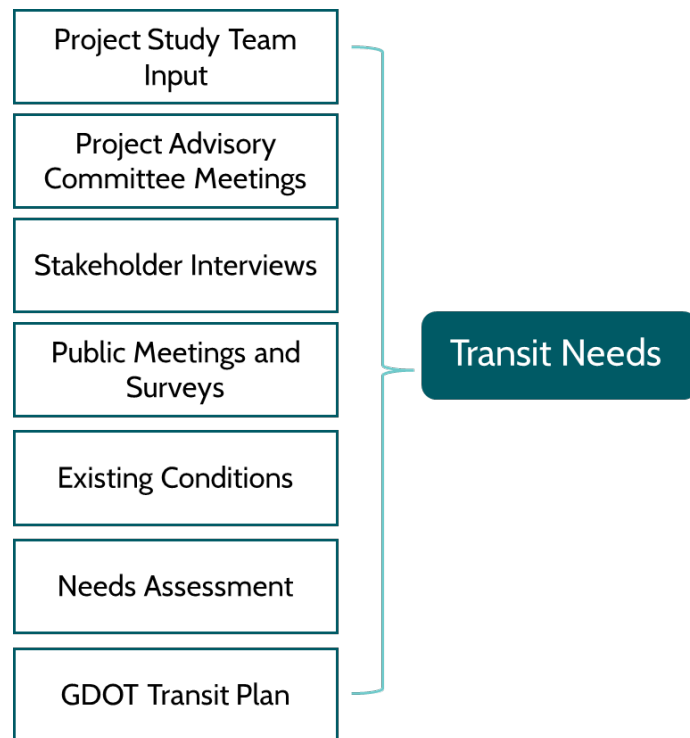 Project Study Team
Input
Project Advisory
Committee Meetings
Stakeholder Interviews
Public Meetings and
Surveys
Existing Conditions
Needs Assessment
GDOT Transit Plan
Transit Needs